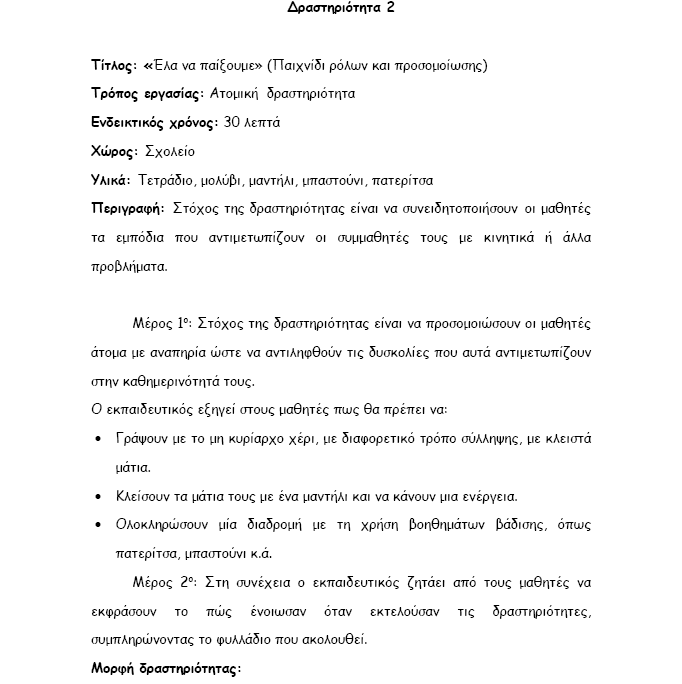 Δραστηριότητα 2
Τίτλος: «Έλα να παίξουμε» (Παιχνίδι ρόλων και προσομοίωσης)
Τρόπος εργασίας: Ατομική δραστηριότητα
Ενδεικτικός χρόνος: 30 λεπτά
Χώρος: Σχολείο
Υλικά: Τετράδιο, μολύβι, μαντήλι, μπαστούνι, πατερίτσα
Περιγραφή: Στόχος της δραστηριότητας είναι να συνειδητοποιήσουν οι μαθητές
τα εμπόδια που αντιμετωπίζουν οι συμμαθητές τους με κινητικά ή άλλα
προβλήματα.
Μέρος 1ο: Στόχος της δραστηριότητας είναι να προσομοιώσουν οι μαθητές
άτομα με αναπηρία ώστε να αντιληφθούν τις δυσκολίες που αυτά αντιμετωπίζουν
στην καθημερινότητά τους.
Ο εκπαιδευτικός εξηγεί στους μαθητές πως θα πρέπει να:
• Γράψουν με το μη κυρίαρχο χέρι, με διαφορετικό τρόπο σύλληψης, με κλειστά
μάτια.
• Κλείσουν τα μάτια τους με ένα μαντήλι και να κάνουν μια ενέργεια.
• Ολοκληρώσουν μία διαδρομή με τη χρήση βοηθημάτων βάδισης, όπως
πατερίτσα, μπαστούνι κ.ά.
Μέρος 2ο: Στη συνέχεια ο εκπαιδευτικός ζητάει από τους μαθητές να
εκφράσουν το πώς ένοιωσαν όταν εκτελούσαν τις δραστηριότητες,
συμπληρώνοντας το φυλλάδιο που ακολουθεί.
Μορφή δραστηριότητας: